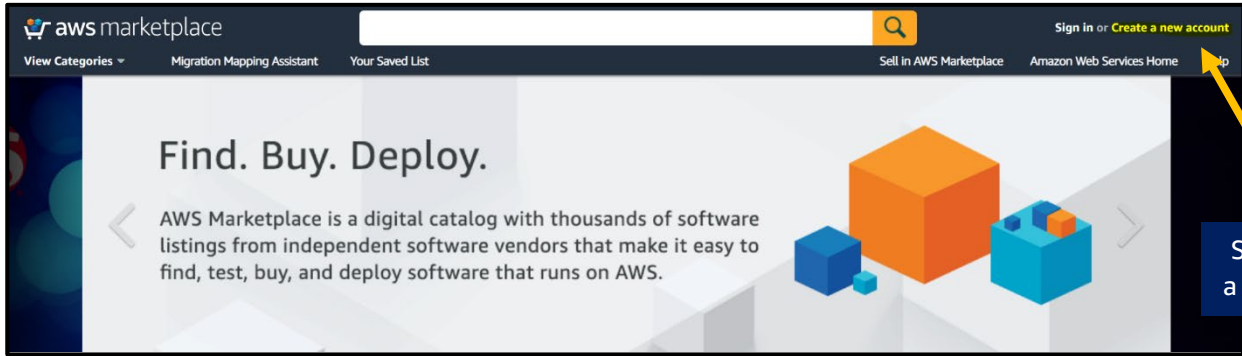 aws marketplace
Sign in or Create a new account
View Categories
Migration Mapping Assistant
Your Saved List
Sell in AWS Marketplace
Amazon Web Services Home
Find. Buy. Deploy.
AWS Marketplace is a digital catalog with thousands of software
listings from independent software vendors that make it easy to
find, test, buy, and deploy software that runs on AWS.
S
a